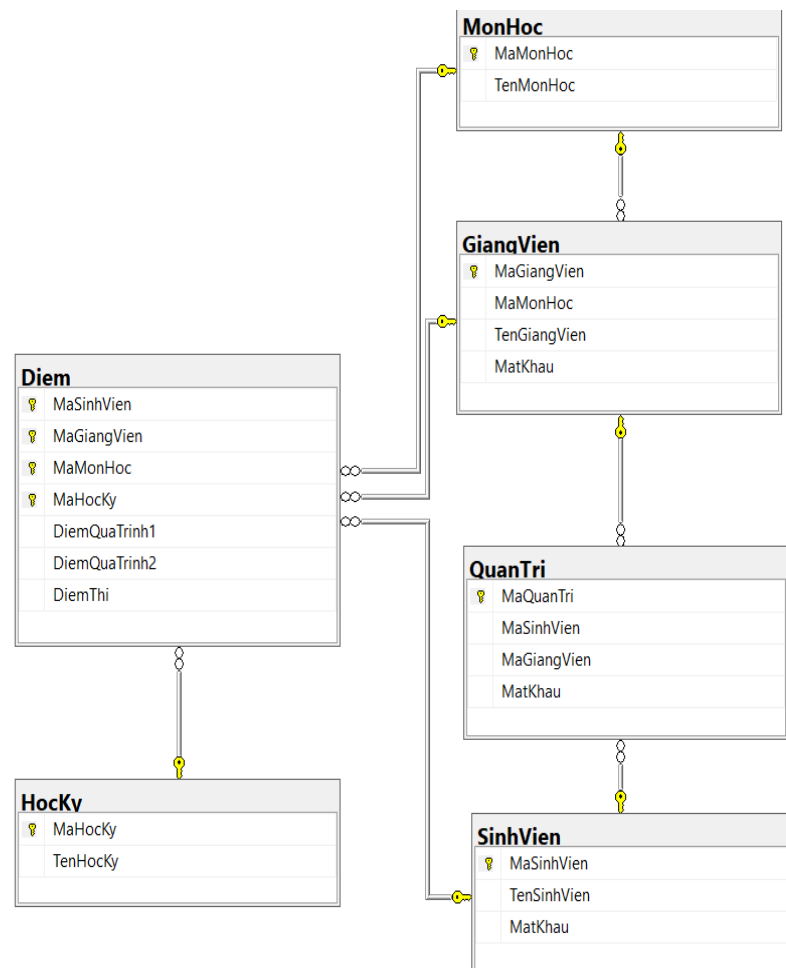 MonHoc
MaMonHoc
TenMonHoc
GiangVien
MaGiangVien
MaMonHoc
TenGiangVien
MatKhau
Diem
MaSinhVien
MaGiangVien
MaMonHoc
MaHocKy
DiemQuaTrinh1
DiemQuaTrinh2
DiemThi
QuanTri
MaQuanTri
MaSinhVien
MaGiangVien
MatKhau
HocKy
MaHocKy
TenHocKy
SinhVien
MaSinhVien
TenSinhVien
MatKhau